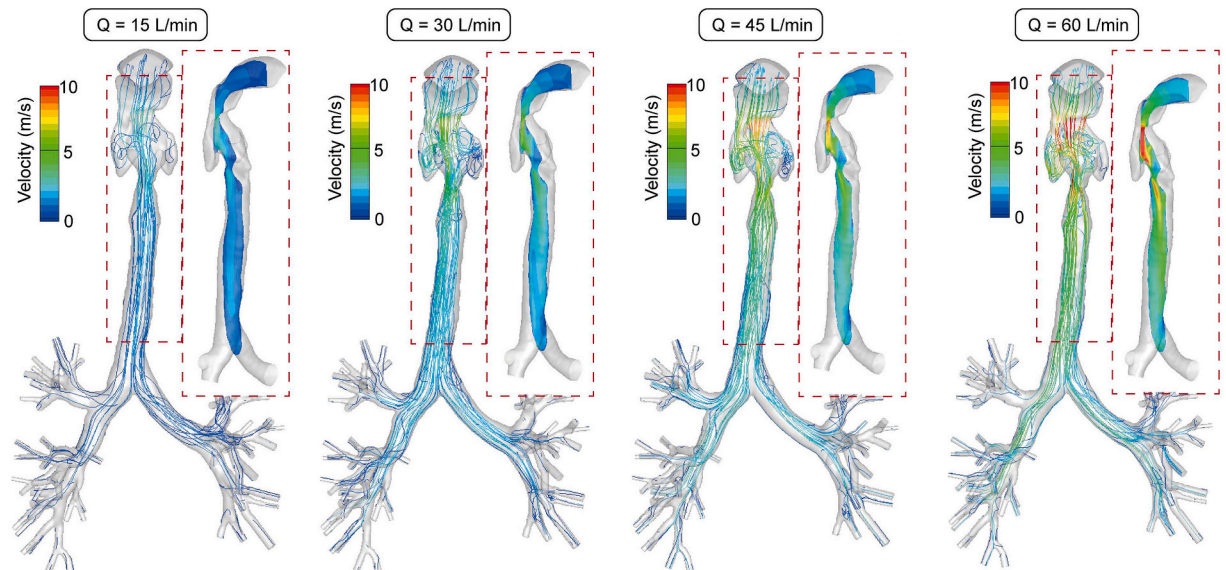 Q = 15 L/min
Q = 30 L/min
Q = 45 L/min
Q = 60 L/min
Velocity (m/s)
10
5
0
Velocity (m/s)
10
5
0
Velocity (m/s)
10
5
0
Velocity (m/s)
10
5
0